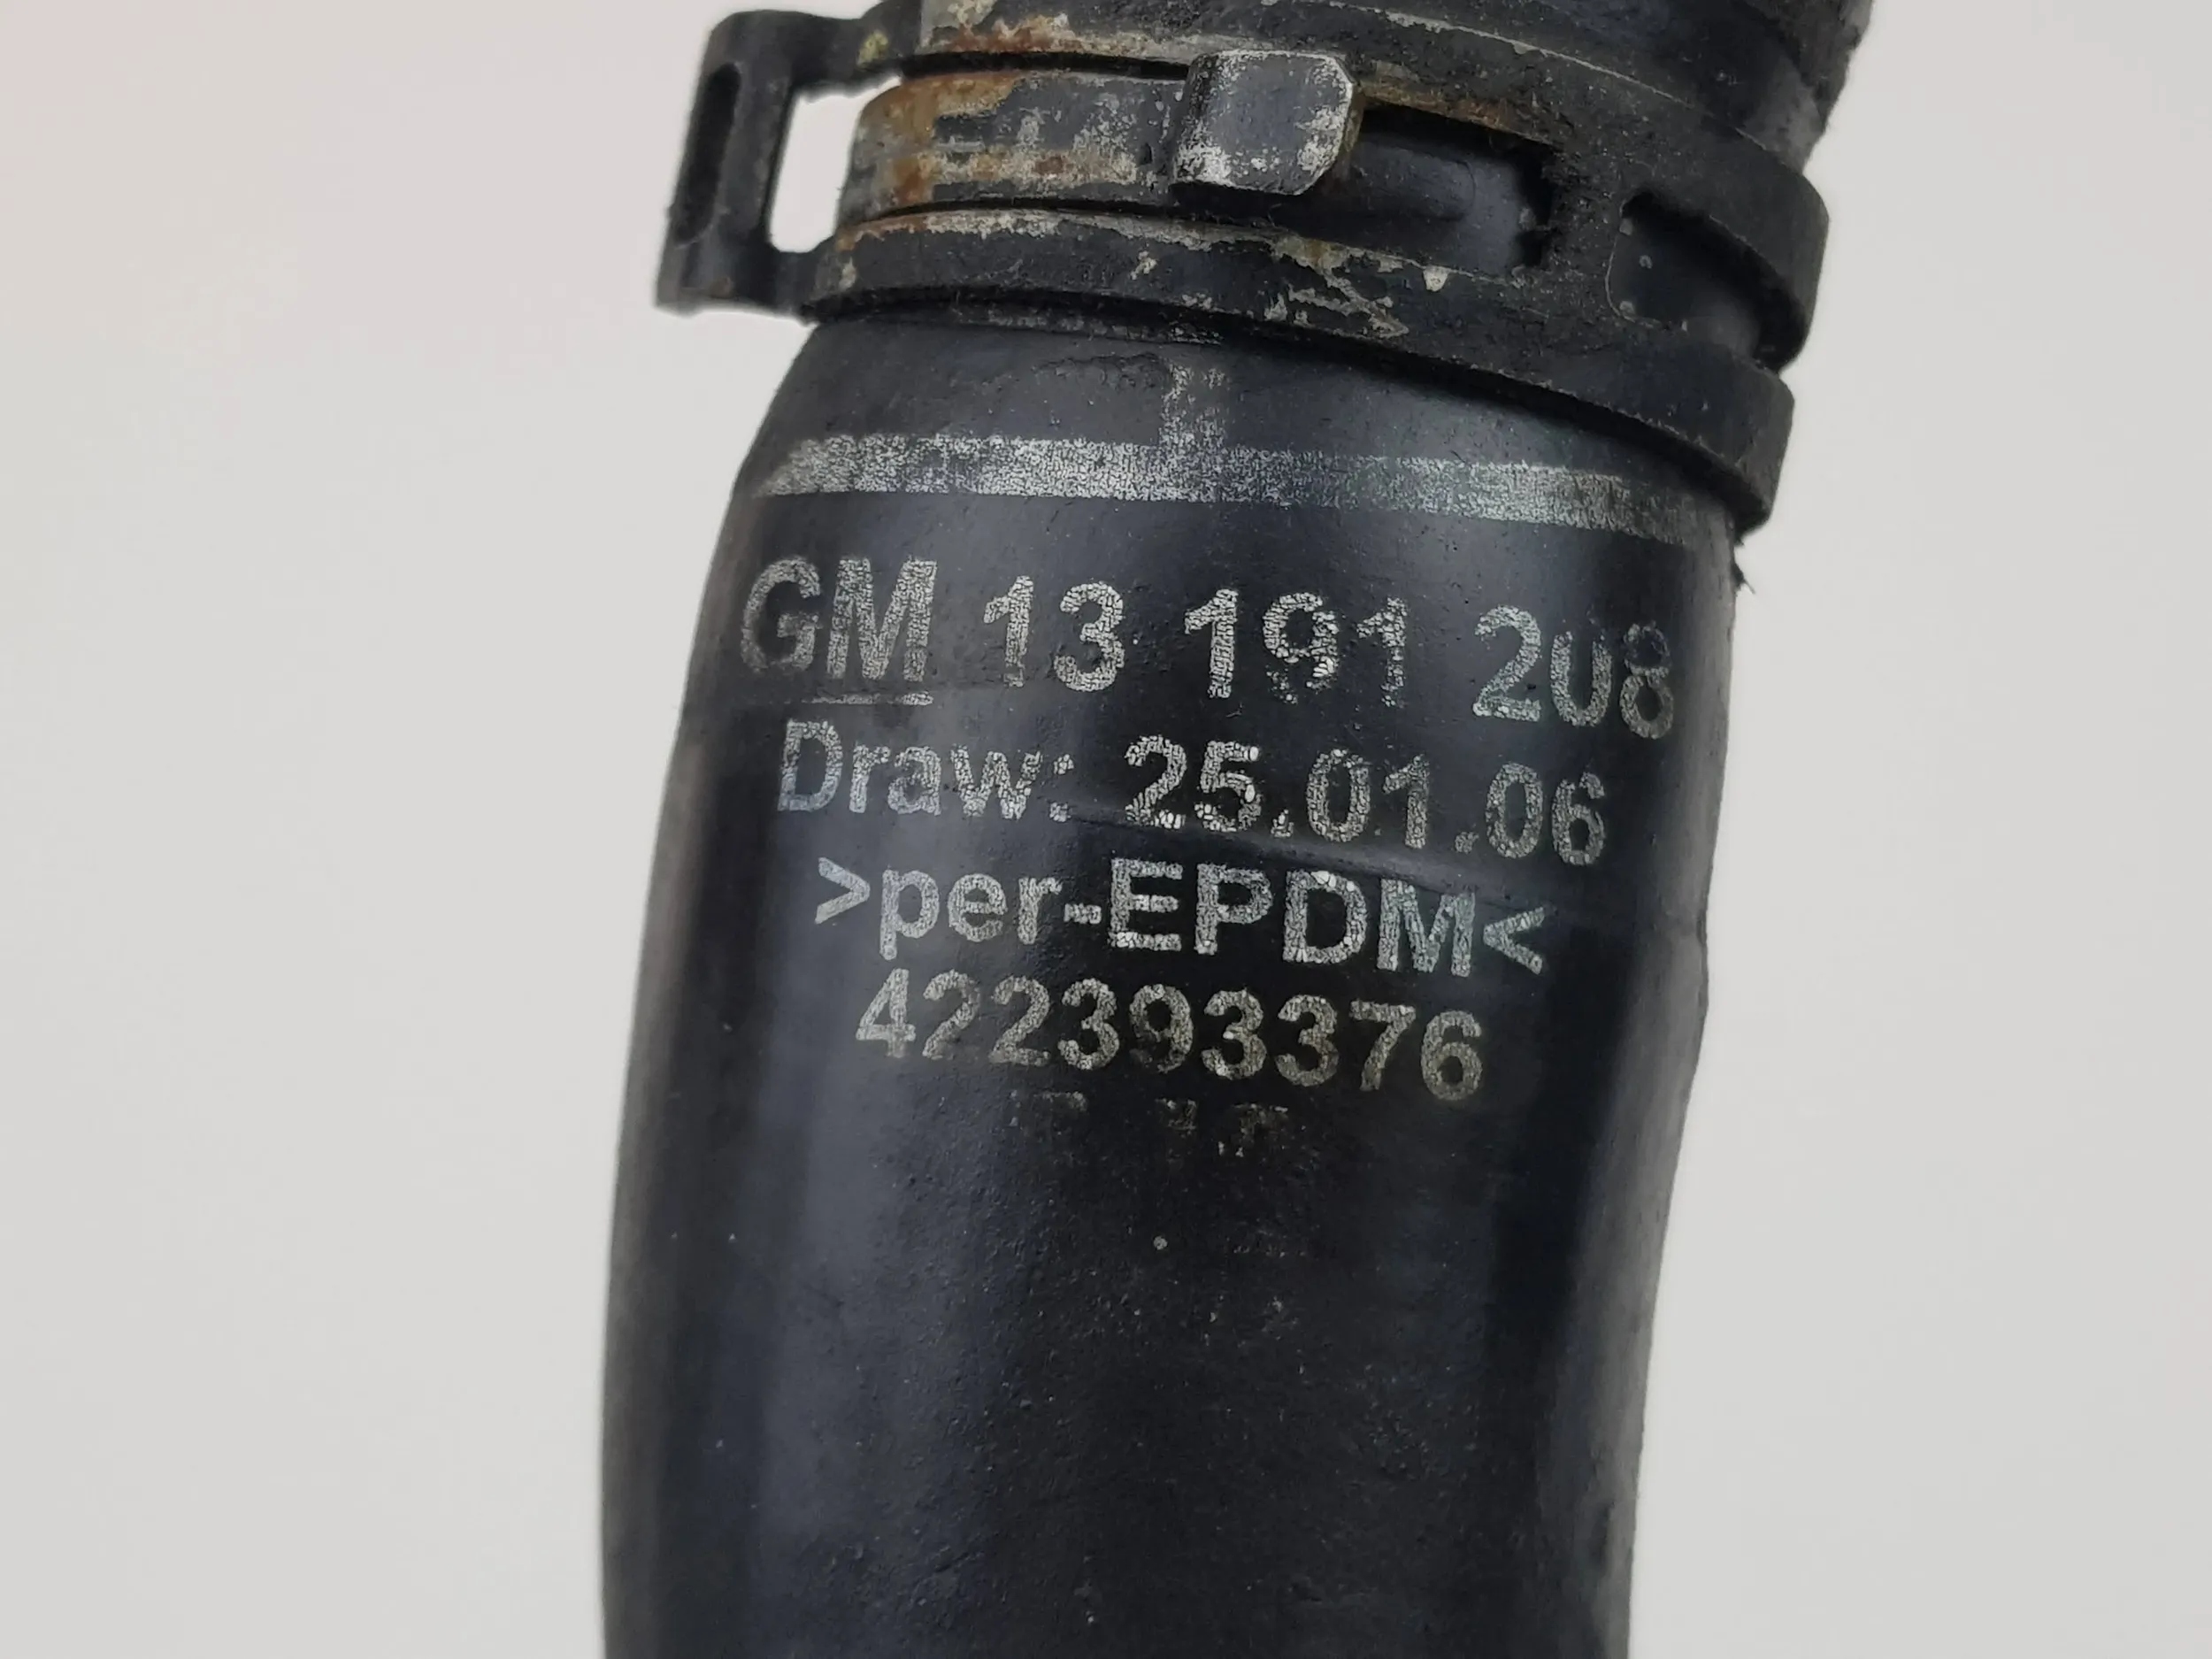 GM 13 191 208
Draw: 25.01.06
>per-EPDM<
422393376